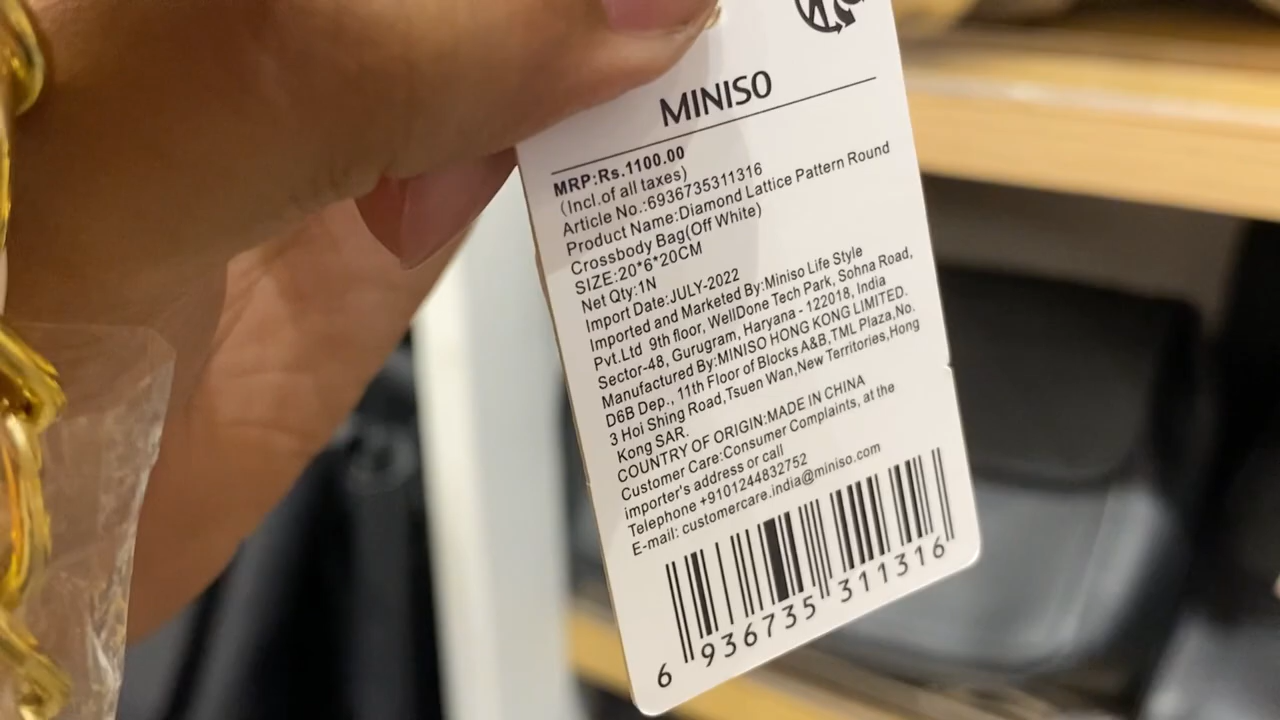 MINISO
MRP:Rs.1100.00
(Incl.of all taxes)
Article No.:6936735311316
Product Name:Diamond Lattice Pattern Round
Crossbody Bag(Off White)
SIZE:20*6*20CM
Net Qty:1N
Import Date:JULY-2022
Imported and Marketed By:Miniso Life Style
Pvt.Ltd 9th floor, WellDone Tech Park, Sohna Road,
Sector-48, Gurugram, Haryana - 122018, India
Manufactured By:MINISO HONG KONG LIMITED.
D6B Dep., 11th Floor of Blocks A&B,TML Plaza,No.
3 Hoi Shing Road,Tsuen Wan,New Territories,Hong
Kong SAR.
COUNTRY OF ORIGIN:MADE IN CHINA
Customer Care:Consumer Complaints, at the
importer's address or call
Telephone +9101244832752
E-mail: customercare.india@miniso.com
6 936735 311316